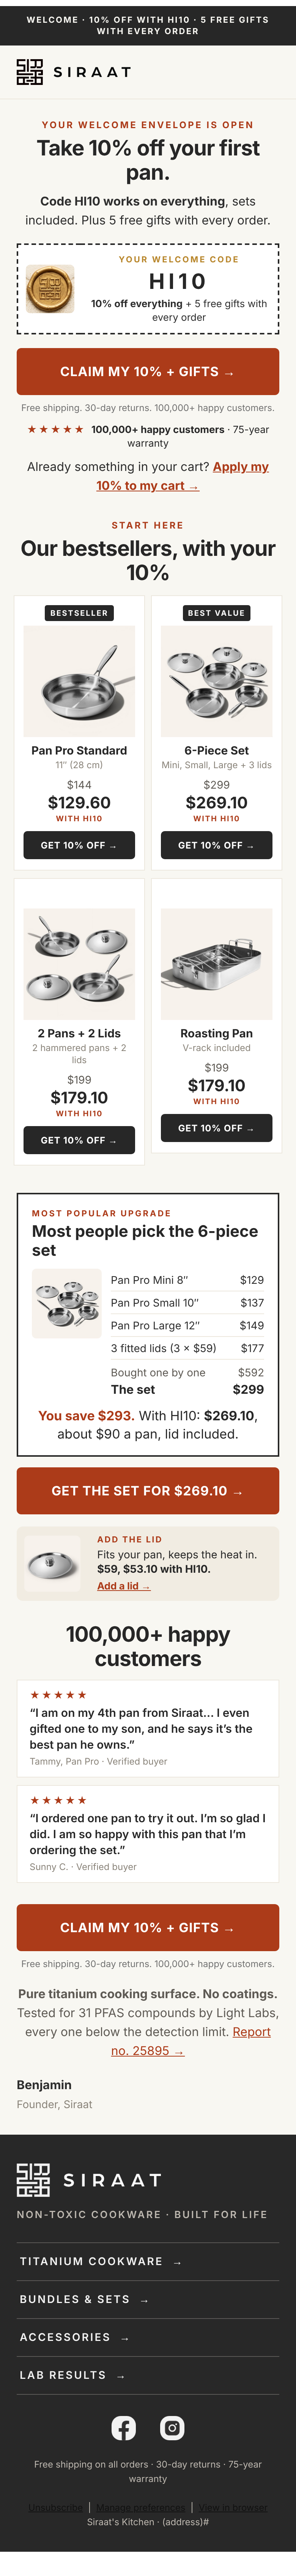 WELCOME · 10% OFF WITH HI10 · 5 FREE GIFTS
WITH EVERY ORDER
SIRAAT
YOUR WELCOME ENVELOPE IS OPEN
Take 10% off your first
pan.
Code HI10 works on everything, sets
included. Plus 5 free gifts with every order.
YOUR WELCOME CODE
HI10
10% off everything + 5 free gifts with
every order
CLAIM MY 10% + GIFTS →
Free shipping. 30-day returns. 100,000+ happy customers.
★★★★★ 100,000+ happy customers · 75-year
warranty
Already something in your cart? Apply my
10% to my cart →
START HERE
Our bestsellers, with your
10%
BESTSELLER
Pan Pro Standard
11″ (28 cm)
$144
$129.60
WITH HI10
GET 10% OFF →
BEST VALUE
6-Piece Set
Mini, Small, Large + 3 lids
$299
$269.10
WITH HI10
GET 10% OFF →
2 Pans + 2 Lids
2 hammered pans + 2
lids
$199
$179.10
WITH HI10
GET 10% OFF →
Roasting Pan
V-rack included
$199
$179.10
WITH HI10
GET 10% OFF →
MOST POPULAR UPGRADE
Most people pick the 6-piece
set
Pan Pro Mini 8″ $129
Pan Pro Small 10″ $137
Pan Pro Large 12″ $149
3 fitted lids (3 × $59) $177
Bought one by one $592
The set $299
You save $293. With HI10: $269.10,
about $90 a pan, lid included.
GET THE SET FOR $269.10 →
ADD THE LID
Fits your pan, keeps the heat in.
$59, $53.10 with HI10.
Add a lid →
100,000+ happy
customers
★★★★★
“I am on my 4th pan from Siraat... I even
gifted one to my son, and he says it’s the
best pan he owns.”
Tammy, Pan Pro · Verified buyer
★★★★★
“I ordered one pan to try it out. I’m so glad I
did. I am so happy with this pan that I’m
ordering the set.”
Sunny C. · Verified buyer
CLAIM MY 10% + GIFTS →
Free shipping. 30-day returns. 100,000+ happy customers.
Pure titanium cooking surface. No coatings.
Tested for 31 PFAS compounds by Light Labs,
every one below the detection limit. Report
no. 25895 →
Benjamin
Founder, Siraat
SIRAAT
NON-TOXIC COOKWARE · BUILT FOR LIFE
TITANIUM COOKWARE →
BUNDLES & SETS →
ACCESSORIES →
LAB RESULTS →
Free shipping on all orders · 30-day returns · 75-year
warranty
Unsubscribe | Manage preferences | View in browser
Siraat's Kitchen · (address)#